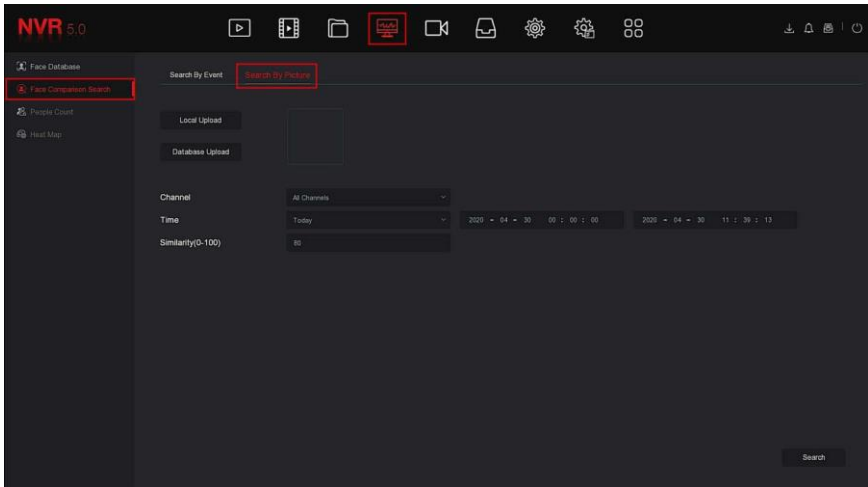 NVR 5.0
Face Database
Face Comparison Search
People Count
Heat Map
Search By Event
Search By Picture
Local Upload
Database Upload
Channel
All Channels
Time
Today
2020 - 04 - 30 00 : 00 : 00
2020 - 04 - 30 11 : 39 : 13
Similarity(0-100)
80
Search